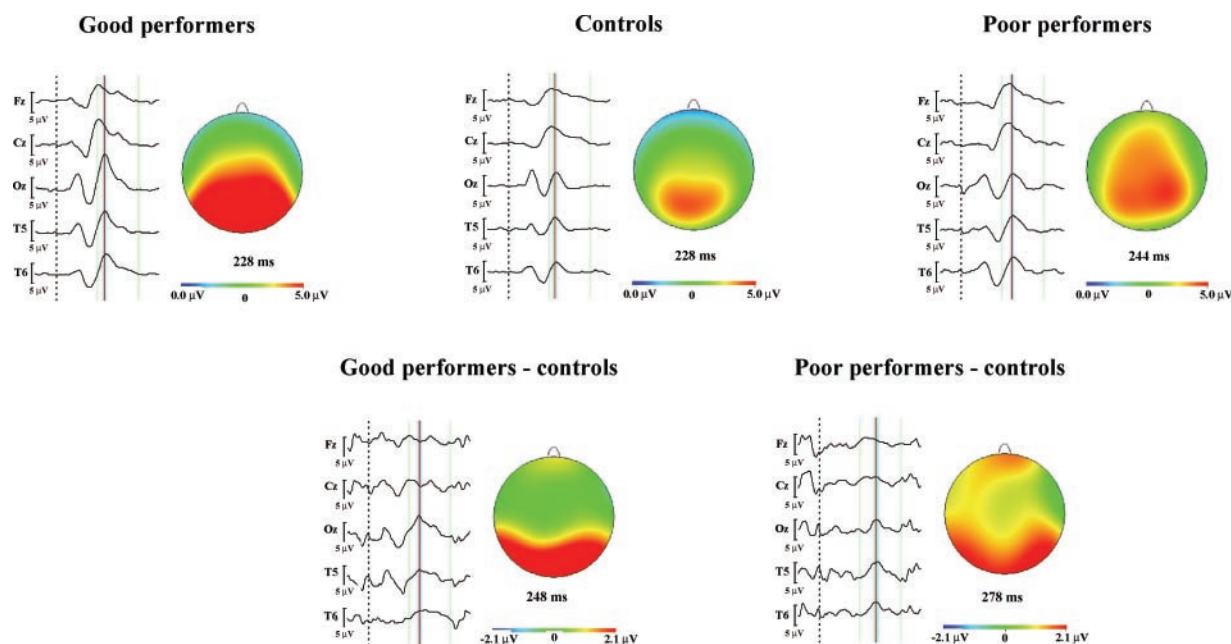 Good performers
Controls
Poor performers
Fz
5 µV
Cz
5 µV
Oz
5 µV
T5
5 µV
T6
5 µV
228 ms
0.0 µV 0 5.0 µV
Fz
5 µV
Cz
5 µV
Oz
5 µV
T5
5 µV
T6
5 µV
228 ms
0.0 µV 0 5.0 µV
Fz
5 µV
Cz
5 µV
Oz
5 µV
T5
5 µV
T6
5 µV
244 ms
0.0 µV 0 5.0 µV
Good performers - controls
Poor performers - controls
Fz
5 µV
Cz
5 µV
Oz
5 µV
T5
5 µV
T6
5 µV
248 ms
-2.1 µV 0 2.1 µV
Fz
5 µV
Cz
5 µV
Oz
5 µV
T5
5 µV
T6
5 µV
278 ms
-2.1 µV 0 2.1 µV